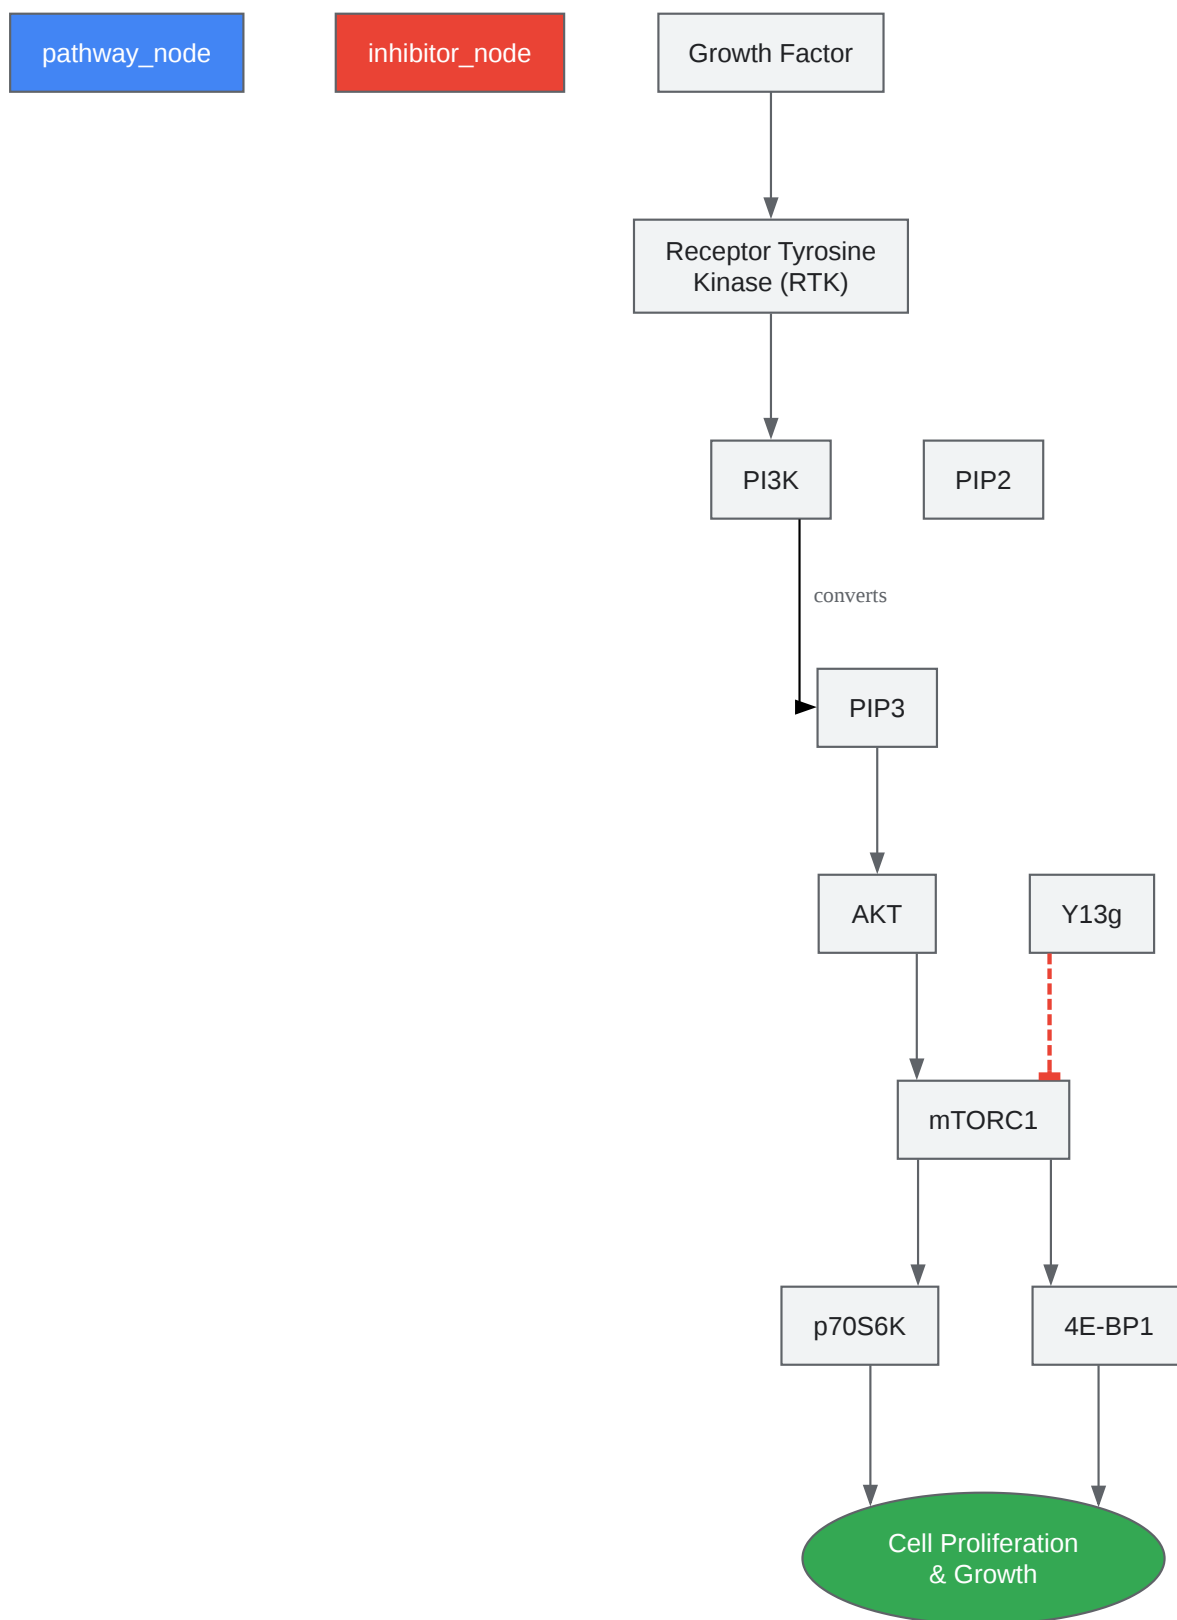 pathway_node
inhibitor_node
Growth Factor
Receptor Tyrosine
Kinase (RTK)
PI3K
PIP2
converts
PIP3
AKT
Y13g
mTORC1
p70S6K
4E-BP1
Cell Proliferation
& Growth